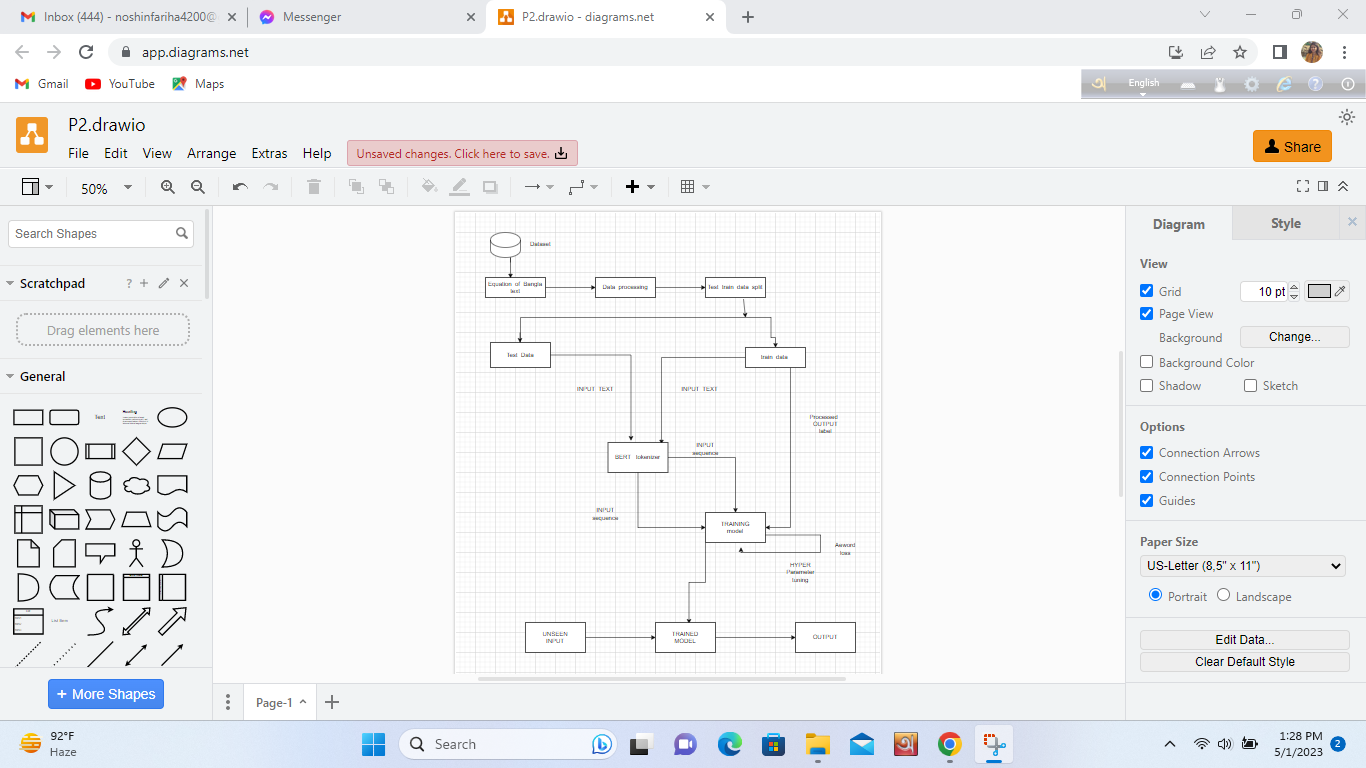 Inbox (444) - noshinfariha4200@
Messenger
P2.drawio - diagrams.net
app.diagrams.net
Gmail
YouTube
Maps
English
P2.drawio
File
Edit
View
Arrange
Extras
Help
Unsaved changes. Click here to save.
Share
50%
Search Shapes
Scratchpad
Drag elements here
General
Text
Heading
List Item
+ More Shapes
Dataset
Equation of Bangla
text
Data processing
Text train data split
Text Data
train data
INPUT TEXT
INPUT TEXT
Processed
OUTPUT
label
BERT tokenizer
INPUT
sequence
INPUT
sequence
TRAINING
model
Aeword
loss
HYPER
Parameter
tuning
UNSEEN
INPUT
TRAINED
MODEL
OUTPUT
Page-1
Diagram
Style
View
Grid
10 pt
Page View
Background
Change...
Background Color
Shadow
Sketch
Options
Connection Arrows
Connection Points
Guides
Paper Size
US-Letter (8,5" x 11")
Portrait
Landscape
Edit Data...
Clear Default Style
92°F
Haze
Search
অ
1:28 PM
5/1/2023
2